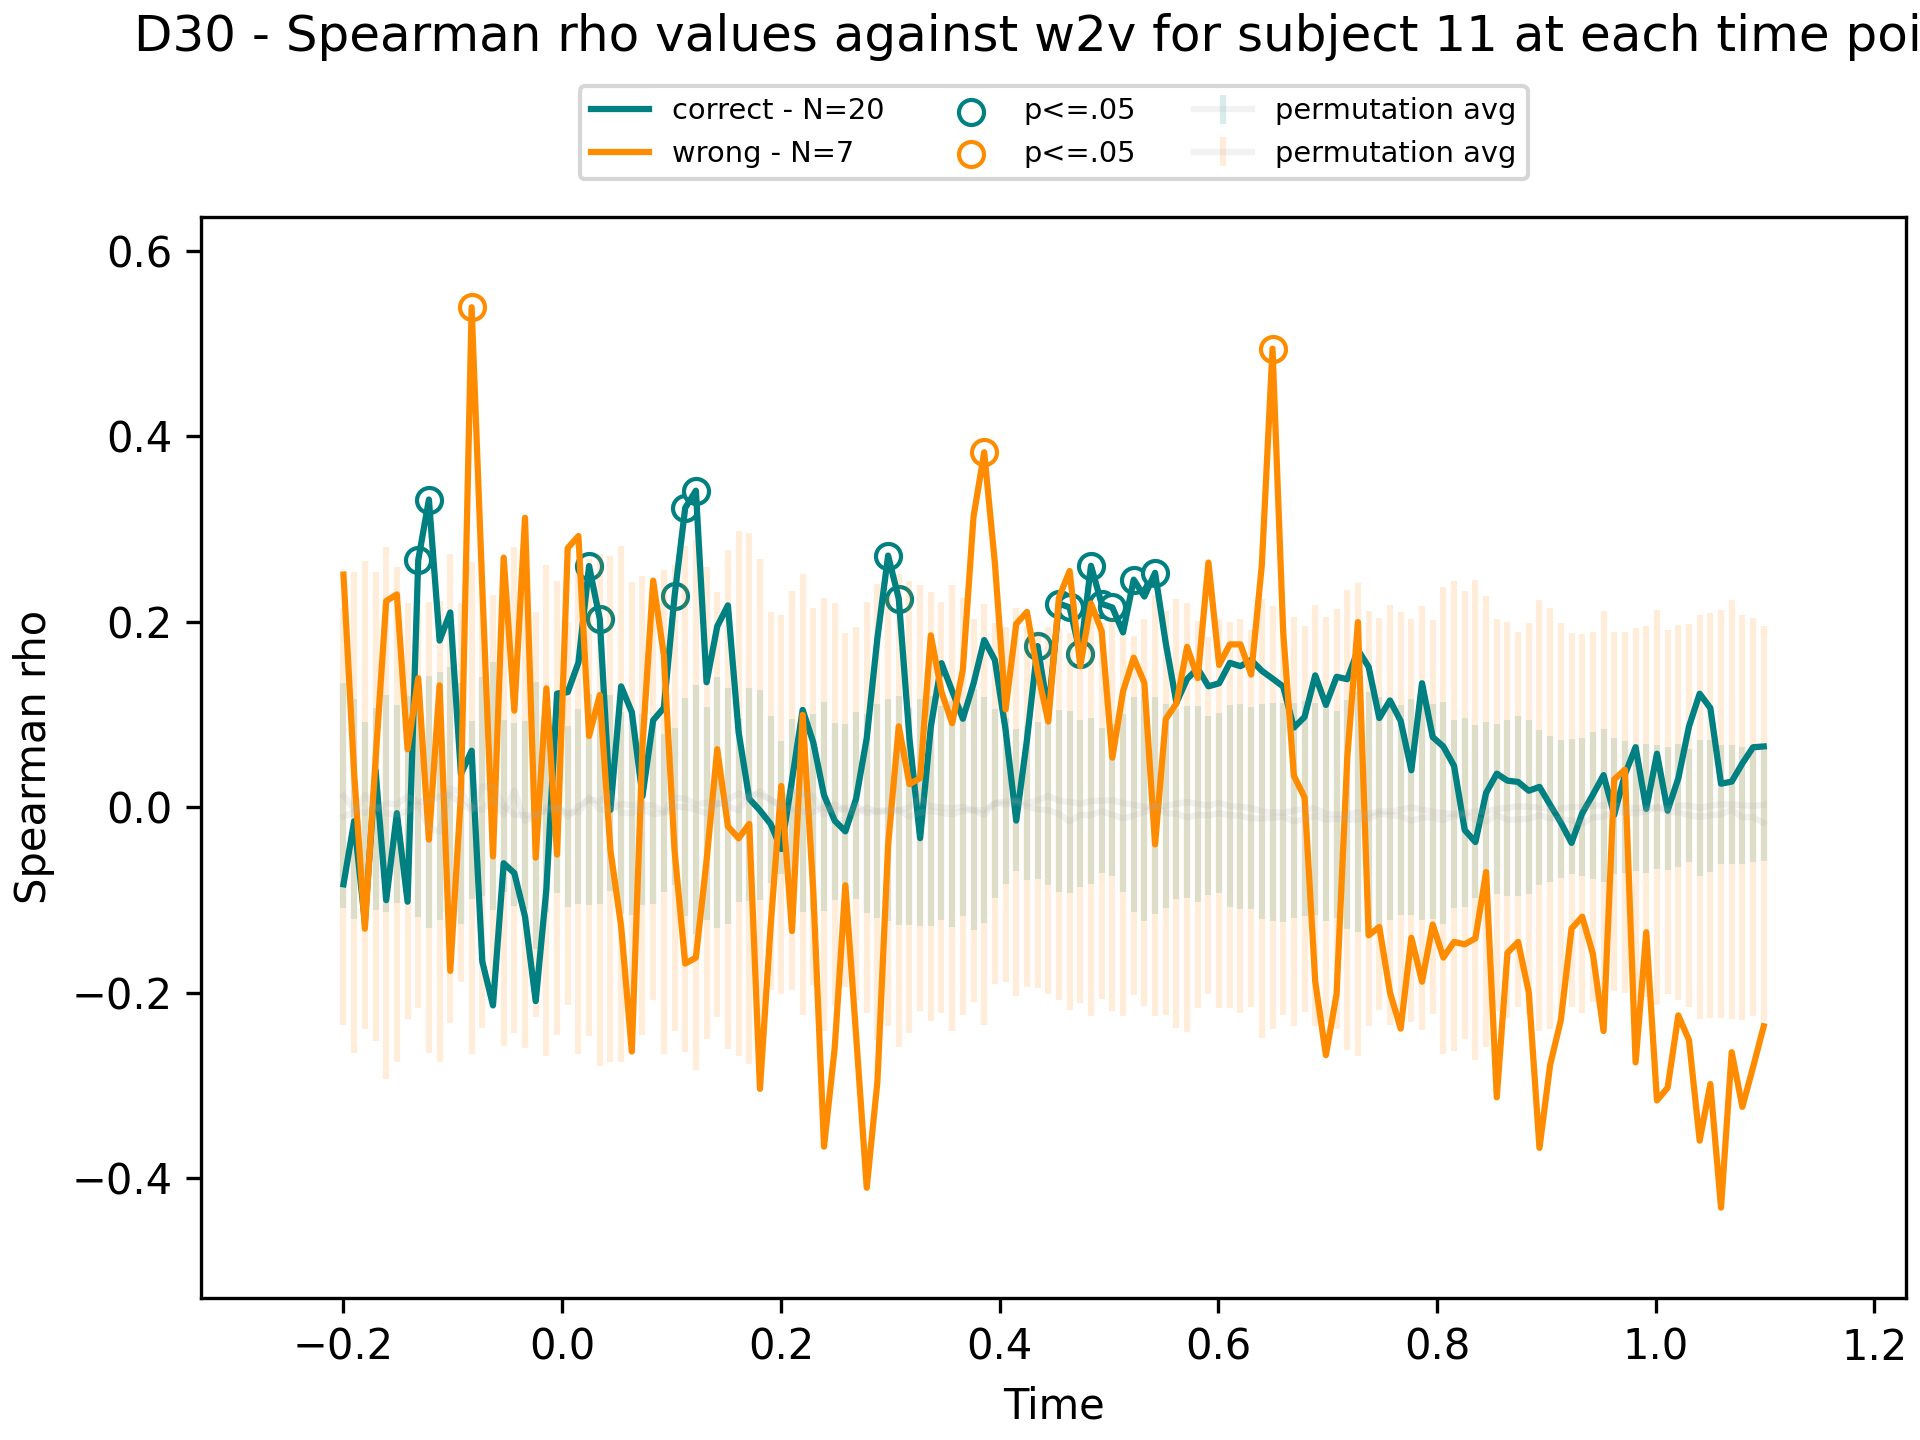 D30 - Spearman rho values against w2v for subject 11 at each time poi
correct - N=20 p<=.05 permutation avg
wrong - N=7 p<=.05 permutation avg
0.6
0.4
0.2
0.0
−0.2
−0.4
Spearman rho
−0.2 0.0 0.2 0.4 0.6 0.8 1.0 1.2
Time